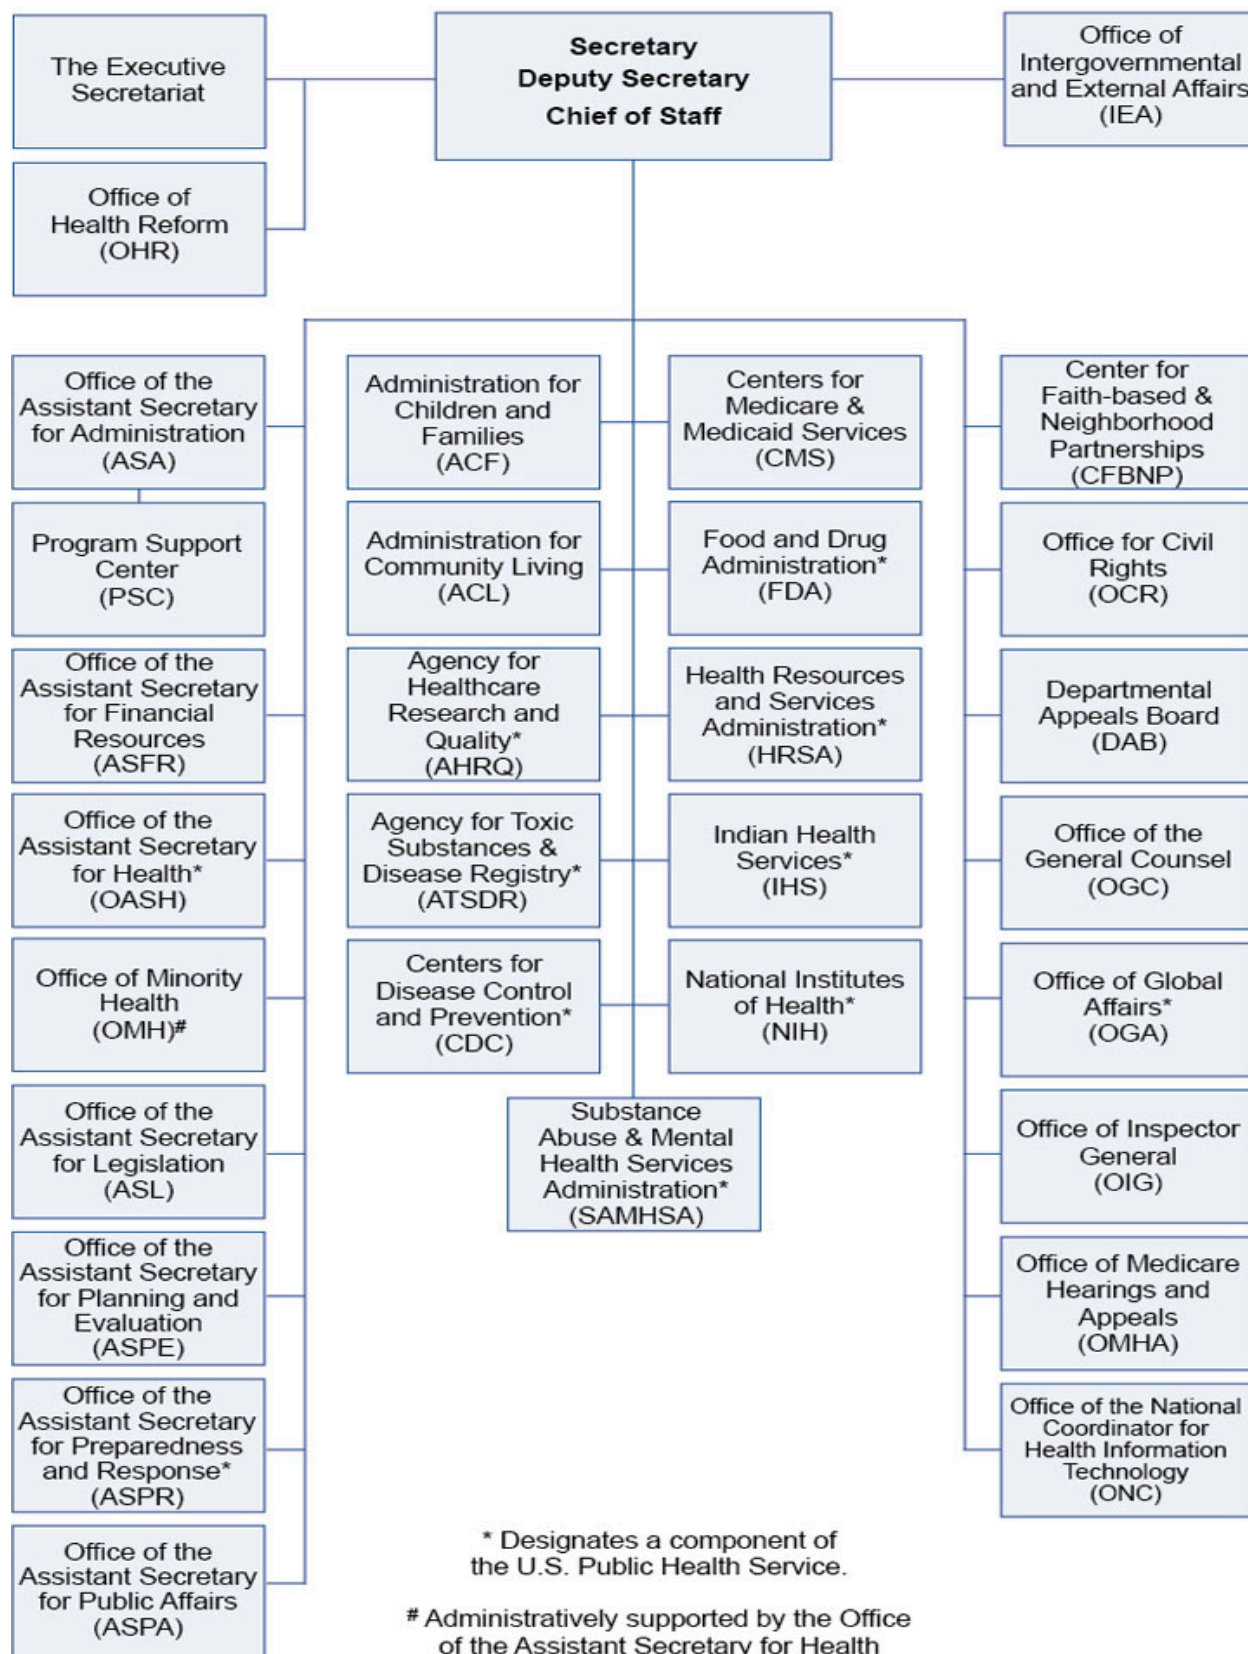 The Executive
Secretariat
Secretary
Deputy Secretary
Chief of Staff
Office of
Intergovernmental
and External Affairs
(IEA)
Office of
Health Reform
(OHR)
Office of the
Assistant Secretary
for Administration
(ASA)
Program Support
Center
(PSC)
Office of the
Assistant Secretary
for Financial
Resources
(ASFR)
Office of the
Assistant Secretary
for Health*
(OASH)
Office of Minority
Health
(OMH)#
Office of the
Assistant Secretary
for Legislation
(ASL)
Office of the
Assistant Secretary
for Planning and
Evaluation
(ASPE)
Office of the
Assistant Secretary
for Preparedness
and Response*
(ASPR)
Office of the
Assistant Secretary
for Public Affairs
(ASPA)
Administration for
Children and
Families
(ACF)
Administration for
Community Living
(ACL)
Agency for
Healthcare
Research and
Quality*
(AHRQ)
Agency for Toxic
Substances &
Disease Registry*
(ATSDR)
Centers for
Disease Control
and Prevention*
(CDC)
Centers for
Medicare &
Medicaid Services
(CMS)
Food and Drug
Administration*
(FDA)
Health Resources
and Services
Administration*
(HRSA)
Indian Health
Services*
(IHS)
National Institutes
of Health*
(NIH)
Substance
Abuse & Mental
Health Services
Administration*
(SAMHSA)
Center for
Faith-based &
Neighborhood
Partnerships
(CFBNP)
Office for Civil
Rights
(OCR)
Departmental
Appeals Board
(DAB)
Office of the
General Counsel
(OGC)
Office of Global
Affairs*
(OGA)
Office of Inspector
General
(OIG)
Office of Medicare
Hearings and
Appeals
(OMHA)
Office of the National
Coordinator for
Health Information
Technology
(ONC)
* Designates a component of
the U.S. Public Health Service.
# Administratively supported by the Office
of the Assistant Secretary for Health